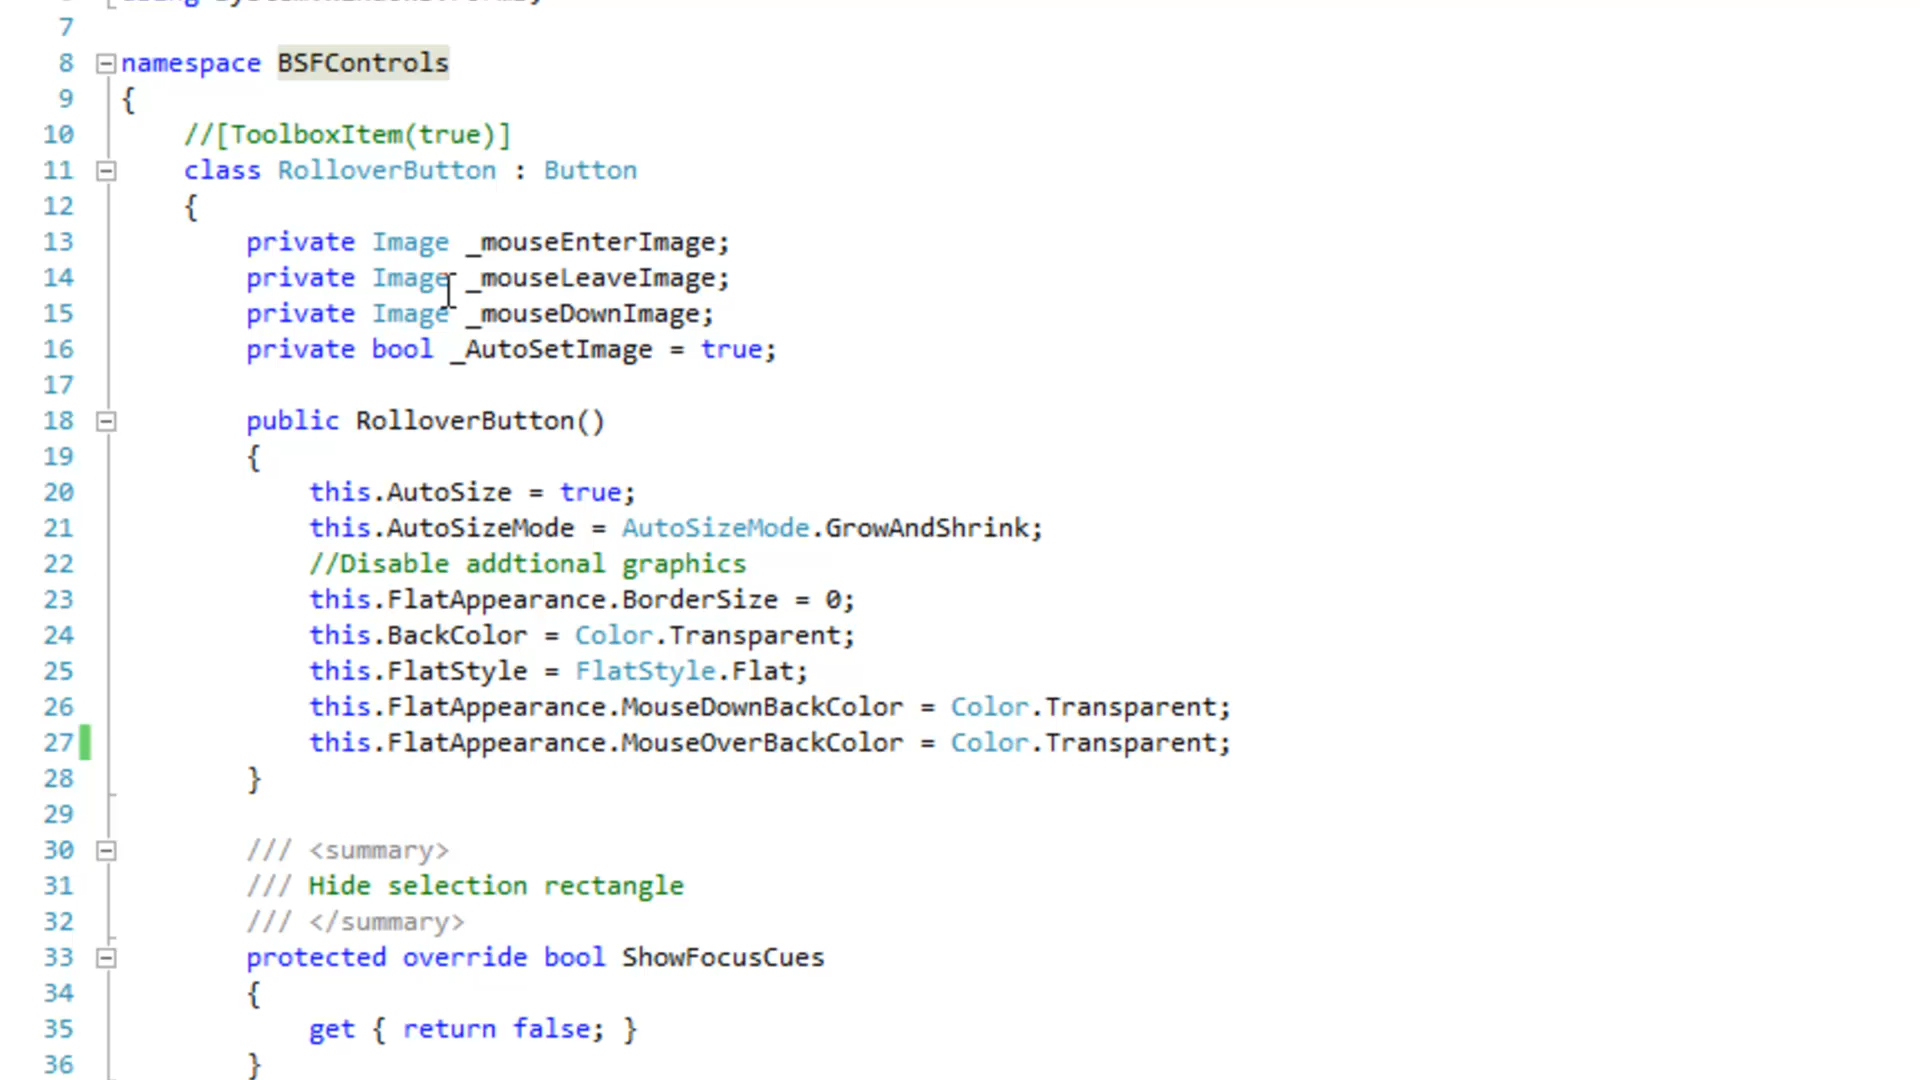 7
8 namespace BSFControls
9 {
10 //[ToolboxItem(true)]
11 class RolloverButton : Button
12 {
13 private Image _mouseEnterImage;
14 private Image _mouseLeaveImage;
15 private Image _mouseDownImage;
16 private bool _AutoSetImage = true;
17
18 public RolloverButton()
19 {
20 this.AutoSize = true;
21 this.AutoSizeMode = AutoSizeMode.GrowAndShrink;
22 //Disable addtional graphics
23 this.FlatAppearance.BorderSize = 0;
24 this.BackColor = Color.Transparent;
25 this.FlatStyle = FlatStyle.Flat;
26 this.FlatAppearance.MouseDownBackColor = Color.Transparent;
27 this.FlatAppearance.MouseOverBackColor = Color.Transparent;
28 }
29
30 /// <summary>
31 /// Hide selection rectangle
32 /// </summary>
33 protected override bool ShowFocusCues
34 {
35 get { return false; }
36 }